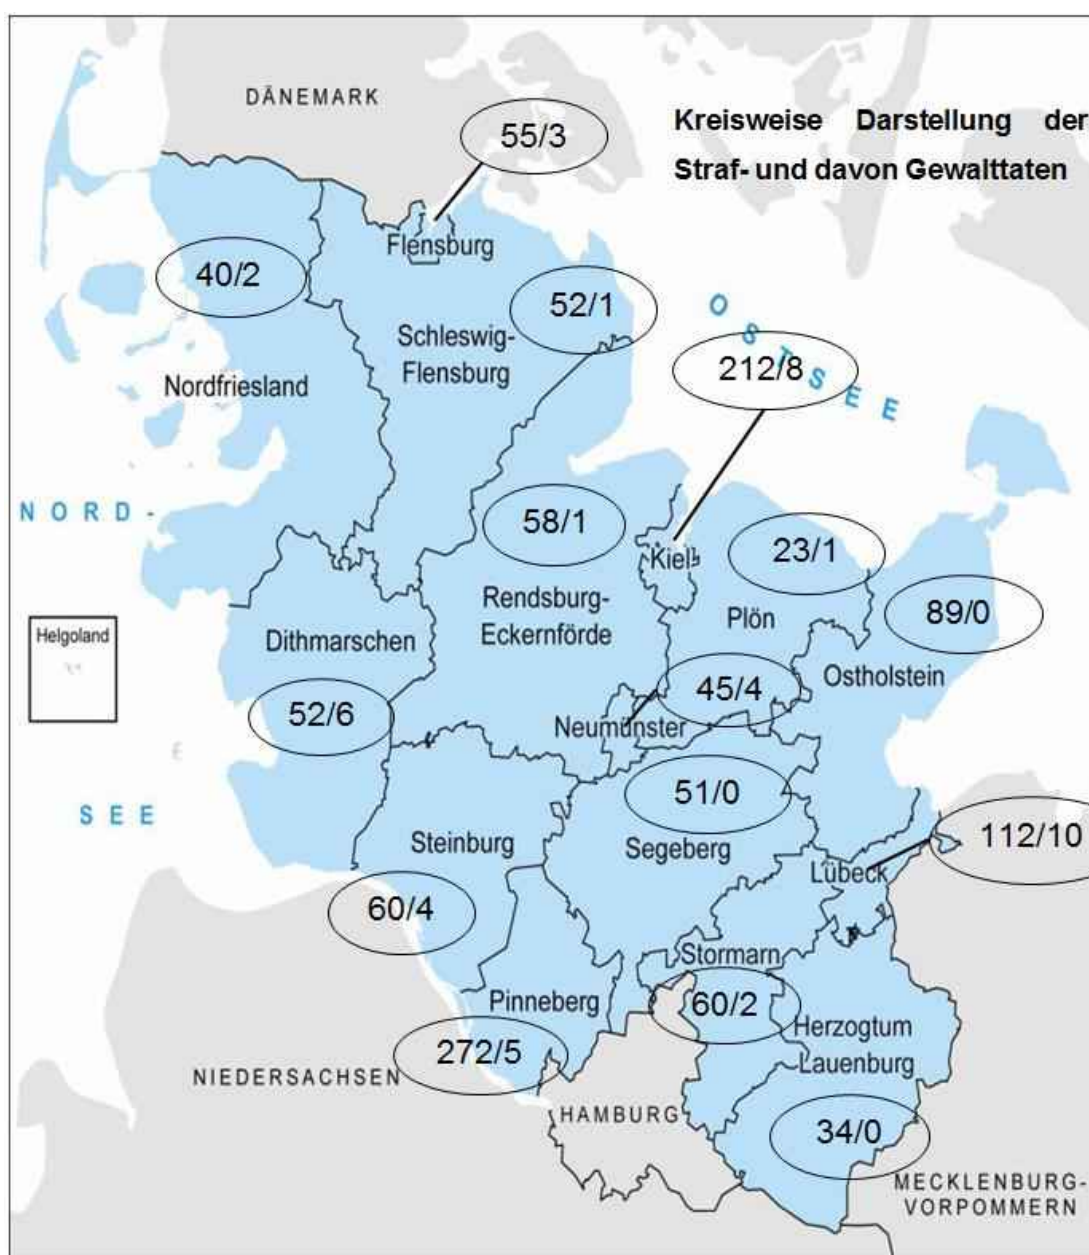 DÄNEMARK
Kreisweise Darstellung der
Straf- und davon Gewalttaten
55/3
Flensburg
40/2
52/1
Schleswig-
Flensburg
Nordfriesland
OSTSEE
212/8
NORD-
SEE
58/1
Kiel
23/1
Rendsburg-
Eckernförde
Plön
89/0
Helgoland
Dithmarschen
Ostholstein
45/4
52/6
Neumünster
51/0
Steinburg
Segeberg
112/10
Lübeck
60/4
Stormarn
Pinneberg
60/2
Herzogtum
Lauenburg
272/5
NIEDERSACHSEN
HAMBURG
34/0
MECKLENBURG-
VORPOMMERN